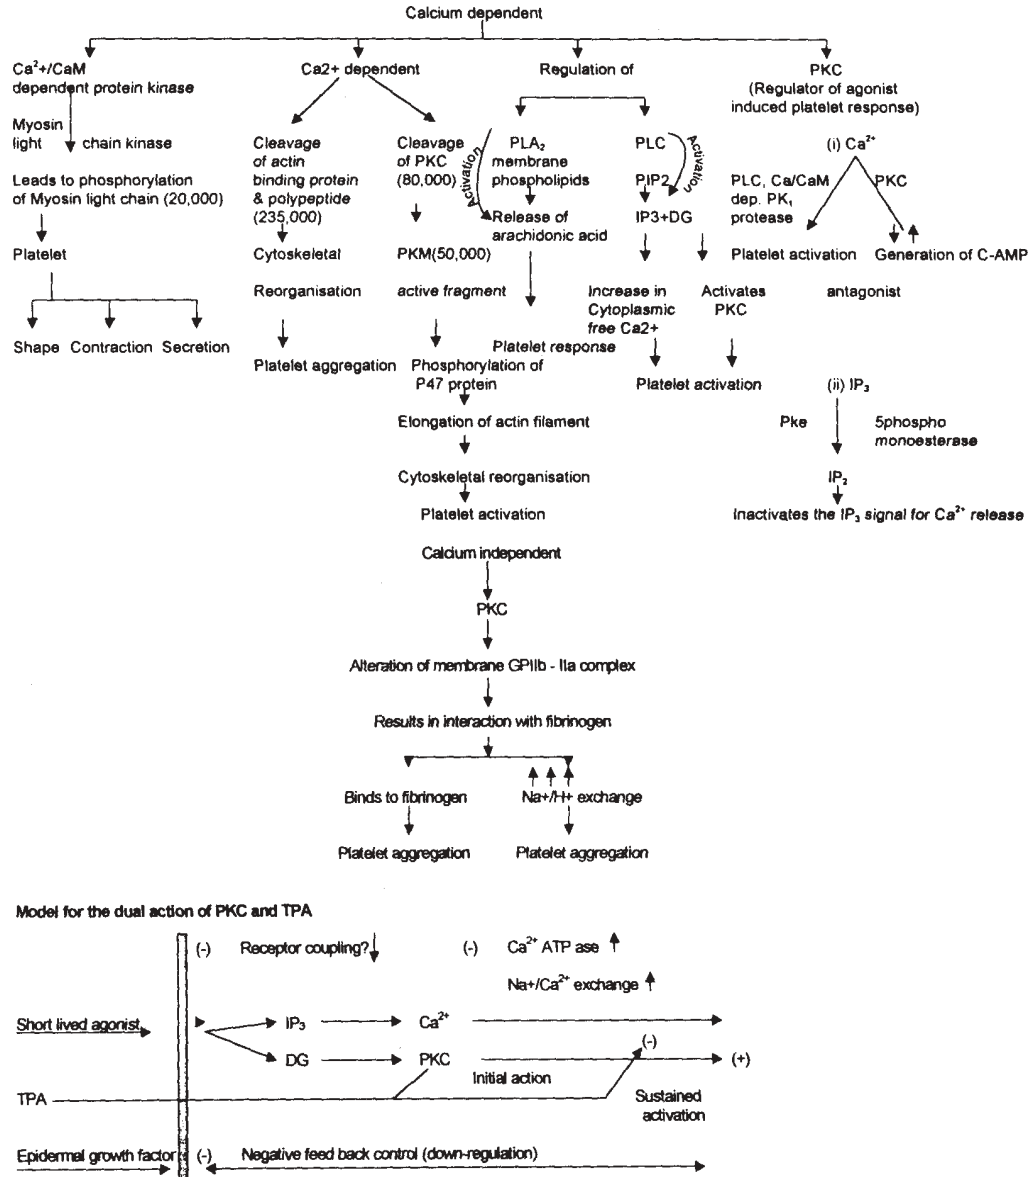 Calcium dependent
Ca²+/CaM
dependent protein kinase
Ca2+ dependent
Regulation of
PKC
(Regulator of agonist
induced platelet response)
Myosin
light chain kinase
Leads to phosphorylation
of Myosin light chain (20,000)
Platelet
Shape Contraction Secretion
Cleavage
of actin
binding protein
& polypeptide
(235,000)
Cytoskeletal
Reorganisation
Platelet aggregation
Cleavage
of PKC
(80,000)
PKM(50,000)
active fragment
Phosphorylation of
P47 protein
Elongation of actin filament
Cytoskeletal reorganisation
Platelet activation
Activation
PLA₂
membrane
phospholipids
Release of
arachidonic acid
Platelet response
PLC
Activation
PIP2
IP3+DG
Increase in
Cytoplasmic
free Ca2+
Activates
PKC
Platelet activation
(i) Ca²⁺
PLC, Ca/CaM
dep. PK₁
protease
PKC
Platelet activation
Generation of C-AMP
antagonist
(ii) IP₃
Pke
5phospho
monoesterase
IP₂
Inactivates the IP₃ signal for Ca²⁺ release
Calcium independent
PKC
Alteration of membrane GPIIb - IIa complex
Results in interaction with fibrinogen
Binds to fibrinogen
Na+/H+ exchange
Platelet aggregation
Platelet aggregation
Model for the dual action of PKC and TPA
(-) Receptor coupling? (-) Ca²⁺ ATP ase
Na+/Ca²⁺ exchange
Short lived agonist IP₃ Ca²⁺
(-)
DG PKC (+)
Initial action
TPA
Sustained
activation
Epidermal growth factor (-) Negative feed back control (down-regulation)